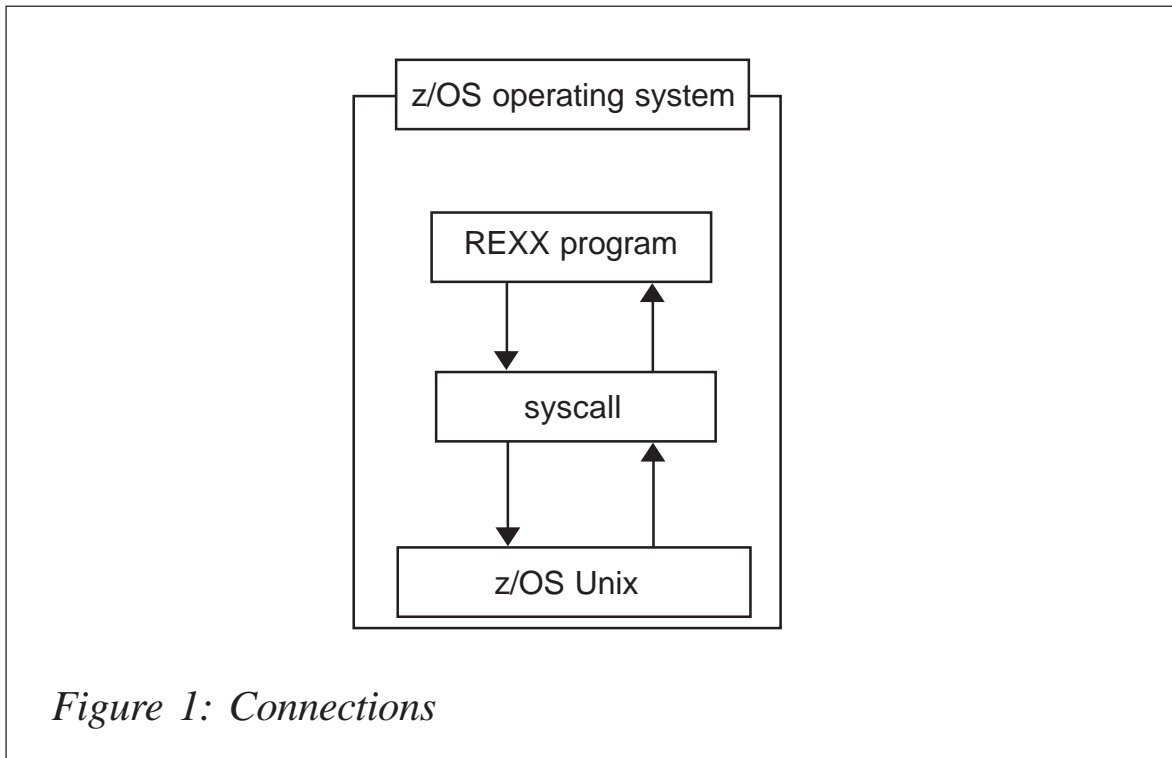 z/OS operating system
REXX program
syscall
z/OS Unix
Figure 1: Connections